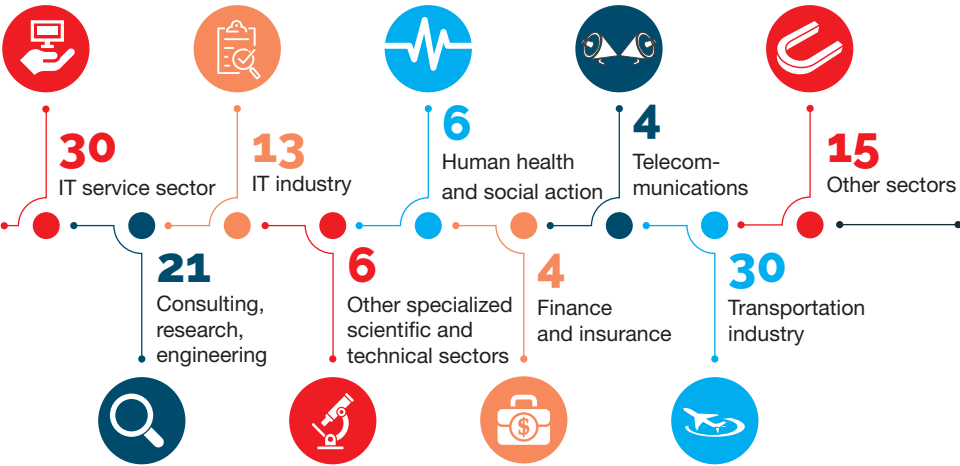 30
IT service sector
21
Consulting,
research,
engineering
13
IT industry
6
Other specialized
scientific and
technical sectors
6
Human health
and social action
4
Finance
and insurance
$
4
Telecom-
munications
30
Transportation
industry
15
Other sectors